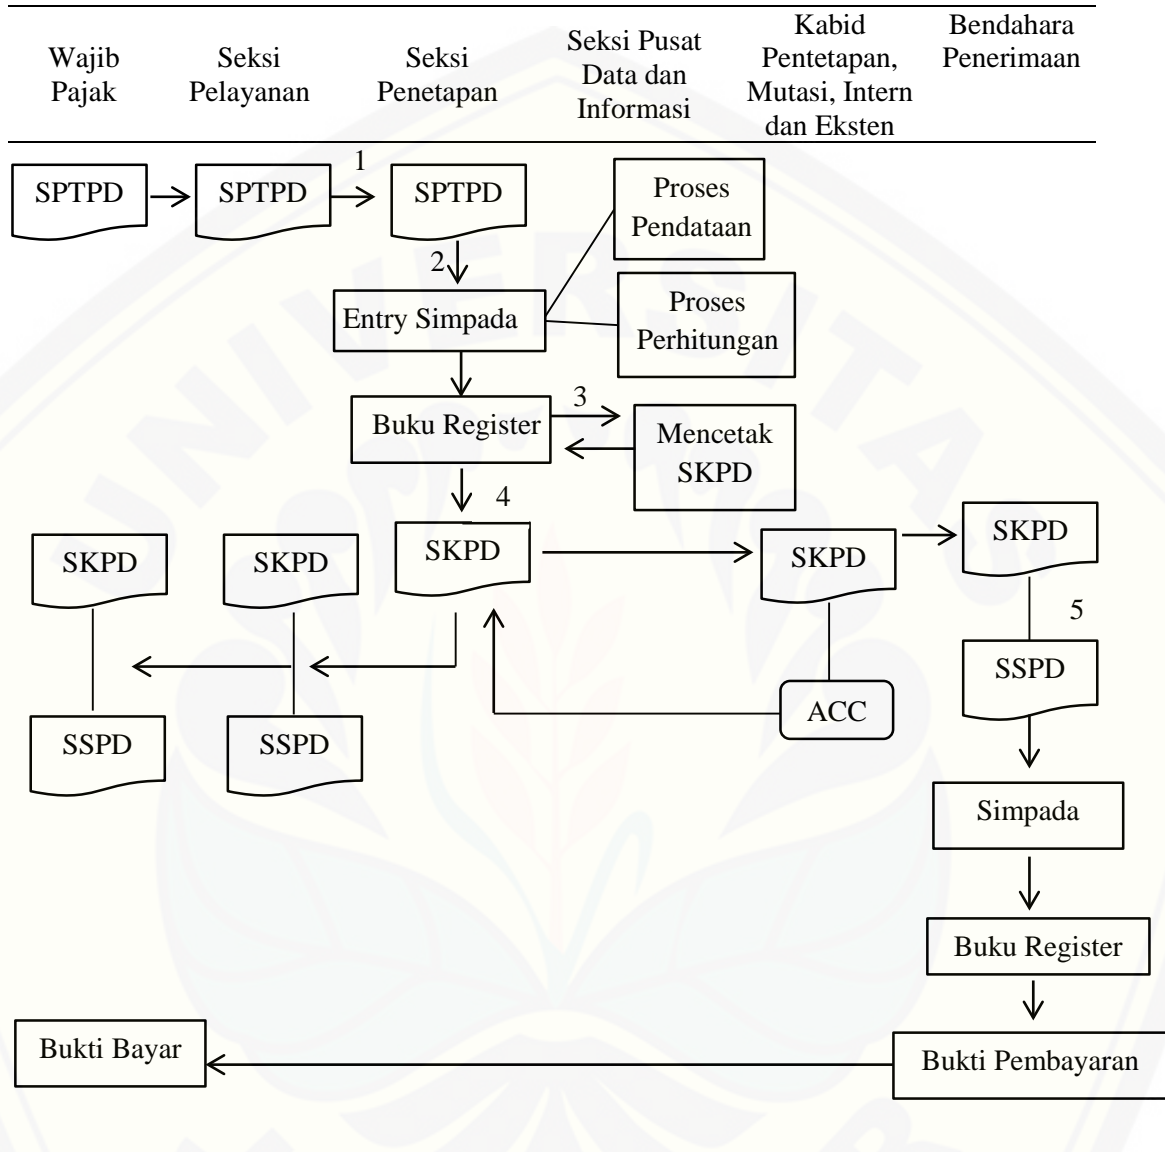 Wajib
Pajak
Seksi
Pelayanan
Seksi
Penetapan
Seksi Pusat
Data dan
Informasi
Kabid
Pentetapan,
Mutasi, Intern
dan Eksten
Bendahara
Penerimaan
SPTPD
SPTPD
1
SPTPD
Proses
Pendataan
2
Entry Simpada
Proses
Perhitungan
Buku Register
3
Mencetak
SKPD
4
SKPD
SKPD
SKPD
SKPD
SKPD
5
SSPD
SSPD
SSPD
ACC
Simpada
Buku Register
Bukti Bayar
Bukti Pembayaran
UNIVERSITAS